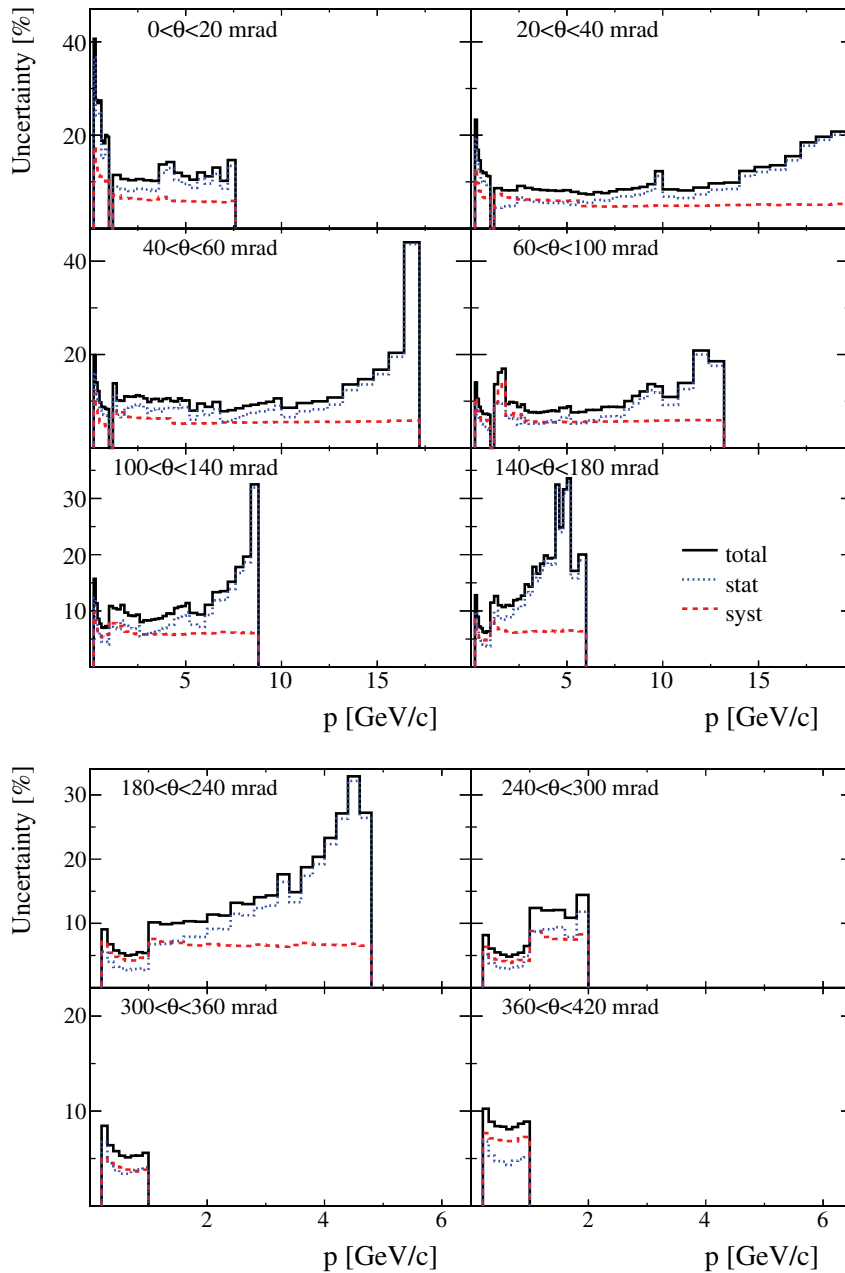 Uncertainty [%]
0<θ<20 mrad
20<θ<40 mrad
40
20
40<θ<60 mrad
60<θ<100 mrad
40
20
100<θ<140 mrad
140<θ<180 mrad
30
20
10
total
stat
syst
5 10 15
5 10 15
p [GeV/c]
p [GeV/c]
Uncertainty [%]
180<θ<240 mrad
240<θ<300 mrad
30
20
10
300<θ<360 mrad
360<θ<420 mrad
20
10
2 4 6
2 4 6
p [GeV/c]
p [GeV/c]